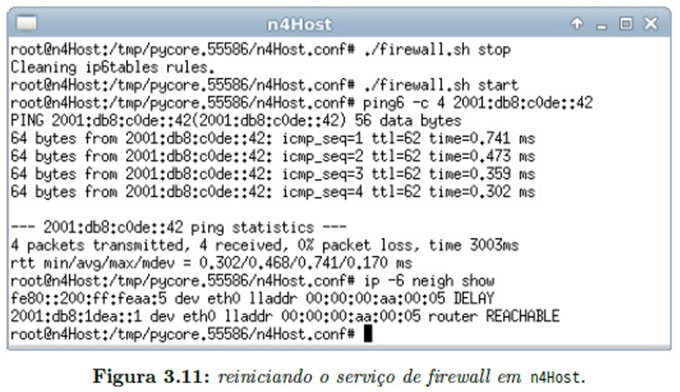 n4Host
root@n4Host:/tmp/pycore.55586/n4Host.conf# ./firewall.sh stop
Cleaning ip6tables rules.
root@n4Host:/tmp/pycore.55586/n4Host.conf# ./firewall.sh start
root@n4Host:/tmp/pycore.55586/n4Host.conf# ping6 -c 4 2001:db8:c0de::42
PING 2001:db8:c0de::42(2001:db8:c0de::42) 56 data bytes
64 bytes from 2001:db8:c0de::42: icmp_seq=1 ttl=62 time=0.741 ms
64 bytes from 2001:db8:c0de::42: icmp_seq=2 ttl=62 time=0.473 ms
64 bytes from 2001:db8:c0de::42: icmp_seq=3 ttl=62 time=0.359 ms
64 bytes from 2001:db8:c0de::42: icmp_seq=4 ttl=62 time=0.302 ms
--- 2001:db8:c0de::42 ping statistics ---
4 packets transmitted, 4 received, 0% packet loss, time 3003ms
rtt min/avg/max/mdev = 0.302/0.468/0.741/0.170 ms
root@n4Host:/tmp/pycore.55586/n4Host.conf# ip -6 neigh show
fe80::200:ff:feaa:5 dev eth0 lladdr 00:00:00:aa:00:05 DELAY
2001:db8:1dea::1 dev eth0 lladdr 00:00:00:aa:00:05 router REACHABLE
root@n4Host:/tmp/pycore.55586/n4Host.conf#
Figura 3.11: reiniciando o serviço de firewall em n4Host.